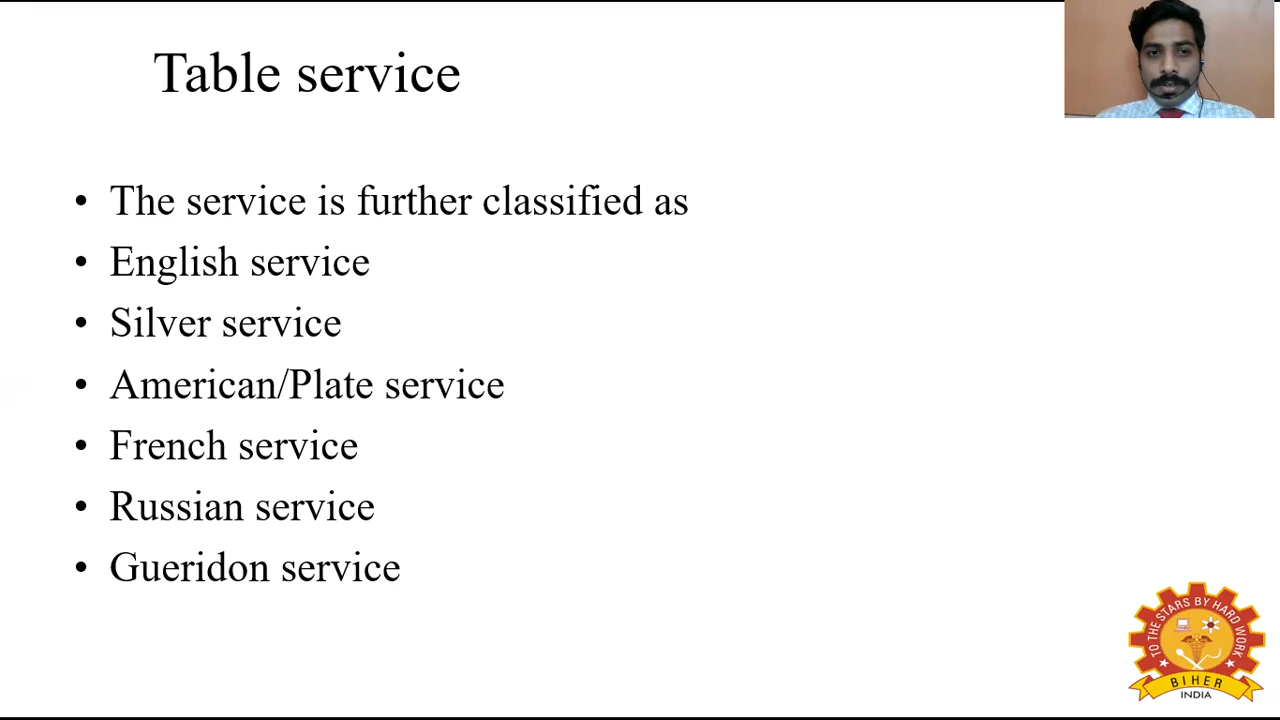 Table service
• The service is further classified as
• English service
• Silver service
• American/Plate service
• French service
• Russian service
• Gueridon service
TO THE STARS BY HARD WORK
BIHER
INDIA